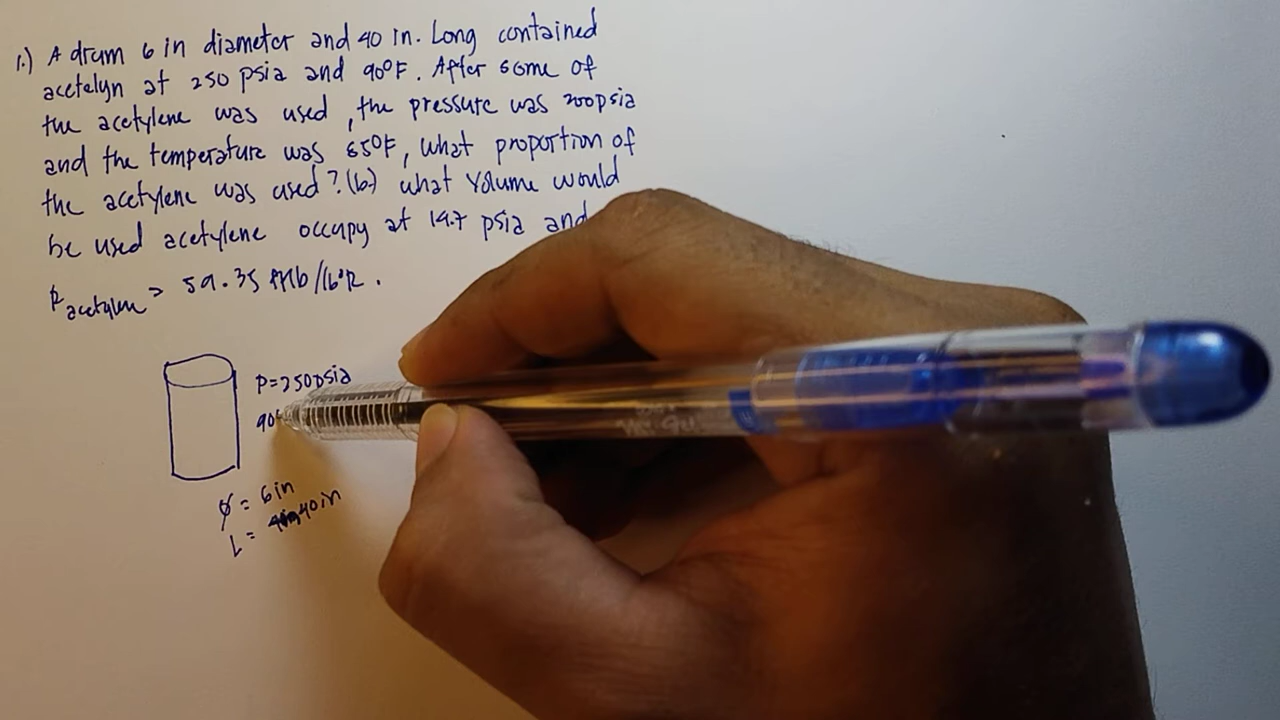 1.) A drum 6 in diameter and 40 in. Long contained
acetelyn at 250 psia and 90°F. After some of
the acetylene was used, the pressure was 200psia
and the temperature was 85°F, what proportion of
the acetylene was used? (b.) what volume would
be used acetylene occupy at 14.7 psia and
R acetylen = 59.35 ft lb/lb°R.
P=250psia
90°F
ϕ = 6in
L = 40in